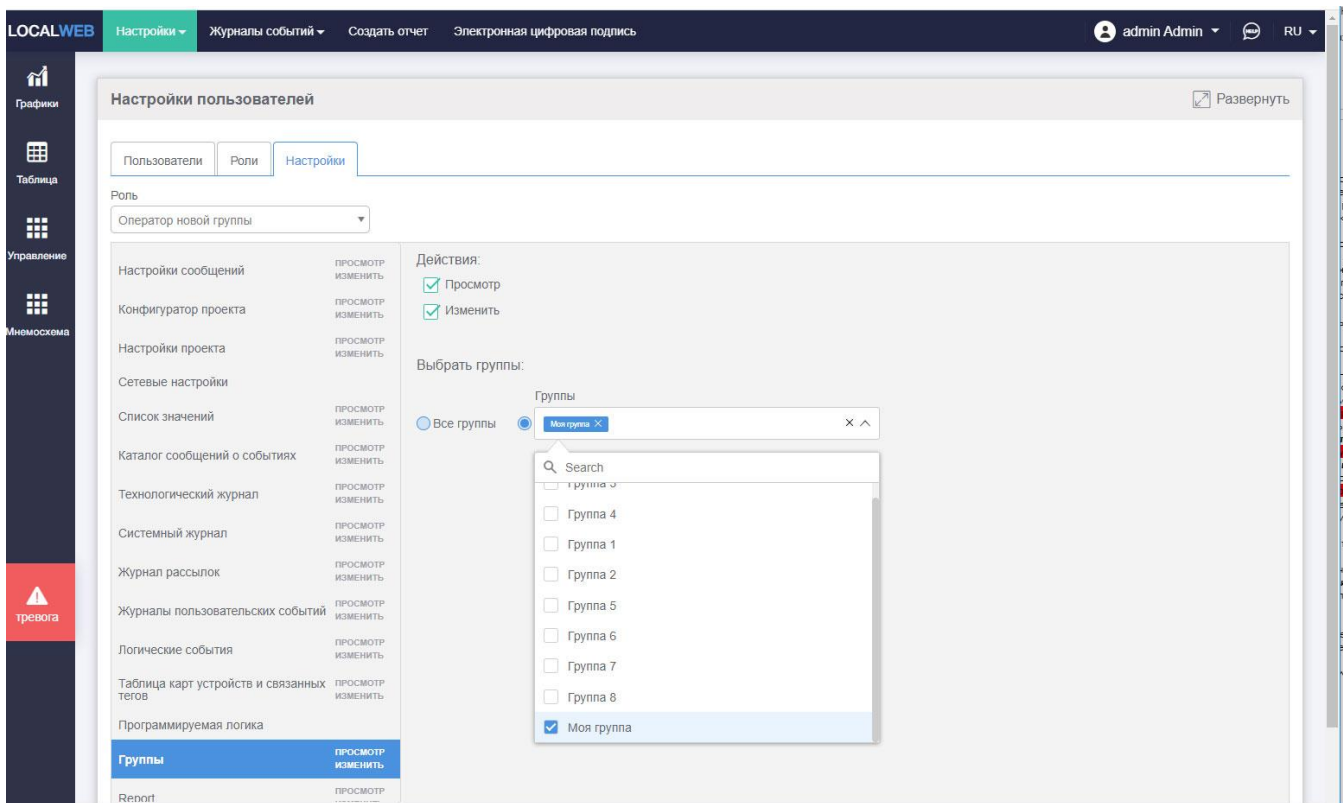 LOCALWEB Настройки Журналы событий Создать отчет Электронная цифровая подпись admin Admin HELP RU
Графики
Таблица
Управление
Мнемосхема
тревога
Настройки пользователей Развернуть
Пользователи Роли Настройки
Роль
Оператор новой группы
Настройки сообщений ПРОСМОТР ИЗМЕНИТЬ
Конфигуратор проекта ПРОСМОТР ИЗМЕНИТЬ
Настройки проекта ПРОСМОТР ИЗМЕНИТЬ
Сетевые настройки
Список значений ПРОСМОТР ИЗМЕНИТЬ
Каталог сообщений о событиях ПРОСМОТР ИЗМЕНИТЬ
Технологический журнал ПРОСМОТР ИЗМЕНИТЬ
Системный журнал ПРОСМОТР ИЗМЕНИТЬ
Журнал рассылок ПРОСМОТР ИЗМЕНИТЬ
Журналы пользовательских событий ПРОСМОТР ИЗМЕНИТЬ
Логические события ПРОСМОТР ИЗМЕНИТЬ
Таблица карт устройств и связанных ПРОСМОТР
тегов ИЗМЕНИТЬ
Программируемая логика
Группы ПРОСМОТР ИЗМЕНИТЬ
Report ПРОСМОТР
Действия:
Просмотр
Изменить
Выбрать группы:
Группы
Все группы Моя группа
Search
Группа 4
Группа 1
Группа 2
Группа 5
Группа 6
Группа 7
Группа 8
Моя группа